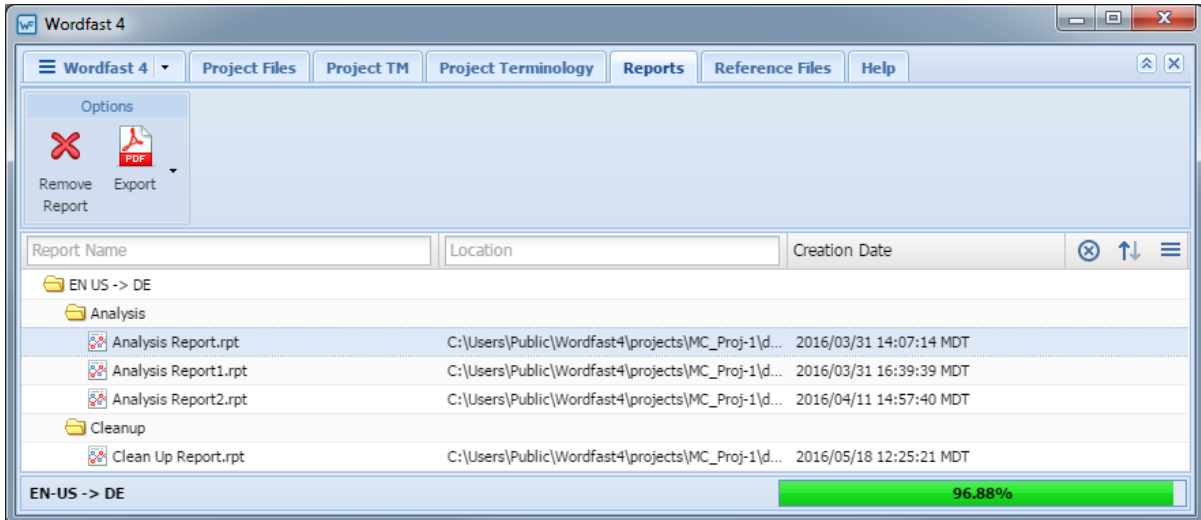 WF Wordfast 4
Wordfast 4 Project Files Project TM Project Terminology Reports Reference Files Help
Options
PDF
Remove Report Export
Report Name Location Creation Date
EN US -> DE
Analysis
Analysis Report.rpt C:\Users\Public\Wordfast4\projects\MC_Proj-1\d... 2016/03/31 14:07:14 MDT
Analysis Report1.rpt C:\Users\Public\Wordfast4\projects\MC_Proj-1\d... 2016/03/31 16:39:39 MDT
Analysis Report2.rpt C:\Users\Public\Wordfast4\projects\MC_Proj-1\d... 2016/04/11 14:57:40 MDT
Cleanup
Clean Up Report.rpt C:\Users\Public\Wordfast4\projects\MC_Proj-1\d... 2016/05/18 12:25:21 MDT
EN-US -> DE 96.88%